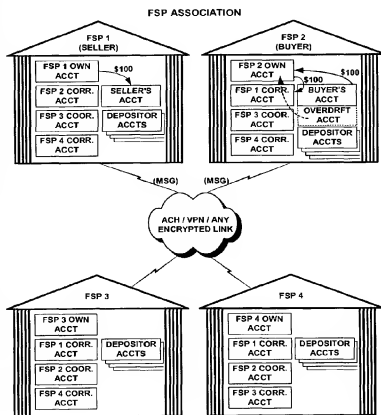 FSP ASSOCIATION
FSP 1
(SELLER)
FSP 1 OWN
ACCT
$100
FSP 2 CORR.
ACCT
SELLER'S
ACCT
FSP 3 COOR.
ACCT
DEPOSITOR
ACCTS
FSP 4 CORR.
ACCT
FSP 2
(BUYER)
FSP 2 OWN
ACCT
$100
$100
FSP 1 CORR.
ACCT
BUYER'S
ACCT
OVERDRFT
ACCT
FSP 3 COOR.
ACCT
DEPOSITOR
ACCTS
FSP 4 CORR.
ACCT
(MSG)
(MSG)
ACH / VPN / ANY
ENCRYPTED LINK
FSP 3
FSP 3 OWN
ACCT
FSP 1 CORR.
ACCT
DEPOSITOR
ACCTS
FSP 2 COOR.
ACCT
FSP 4 CORR.
ACCT
FSP 4
FSP 4 OWN
ACCT
FSP 1 CORR.
ACCT
DEPOSITOR
ACCTS
FSP 2 COOR.
ACCT
FSP 3 CORR.
ACCT